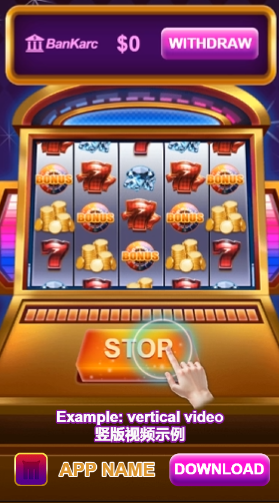 BanKarc $0 WITHDRAW
BONUS
BONUS
BONUS
BONUS
STOP
Example: vertical video
竖版视频示例
APP NAME DOWNLOAD